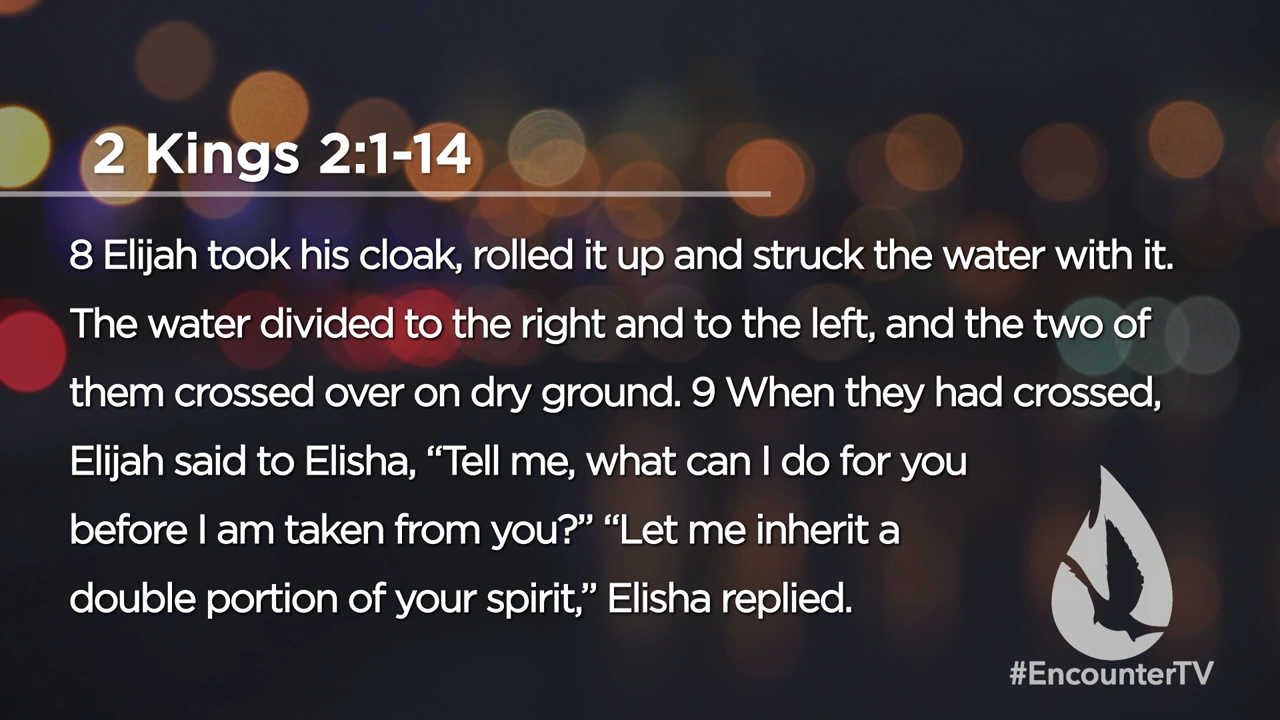 2 Kings 2:1-14
8 Elijah took his cloak, rolled it up and struck the water with it.
The water divided to the right and to the left, and the two of
them crossed over on dry ground. 9 When they had crossed,
Elijah said to Elisha, “Tell me, what can I do for you
before I am taken from you?” “Let me inherit a
double portion of your spirit,” Elisha replied.
#EncounterTV